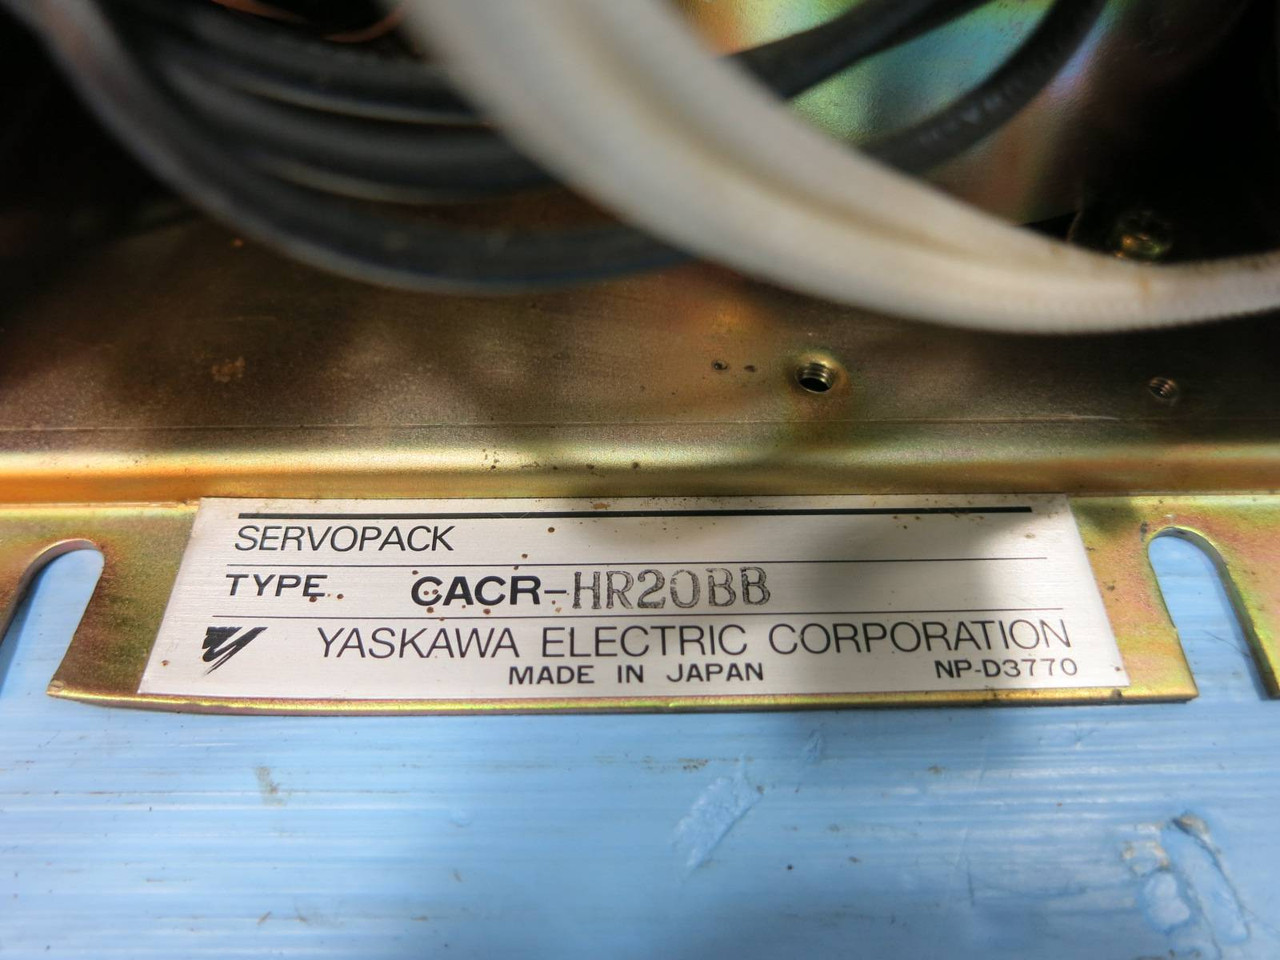 SERVOPACK
TYPE CACR-HR20BB
YASKAWA ELECTRIC CORPORATION
MADE IN JAPAN NP-D3770